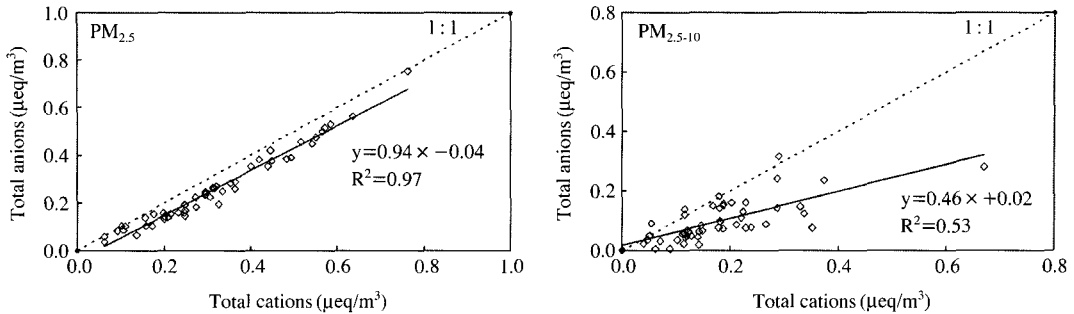 PM2.5
1 : 1
Total anions (μeq/m³)
1.0
0.8
0.6
0.4
0.2
0.0
y=0.94 × −0.04
R²=0.97
0.0 0.2 0.4 0.6 0.8 1.0
Total cations (μeq/m³)
PM2.5-10
1 : 1
Total anions (μeq/m³)
0.8
0.6
0.4
0.2
0.0
y=0.46 × +0.02
R²=0.53
0.0 0.2 0.4 0.6 0.8
Total cations (μeq/m³)